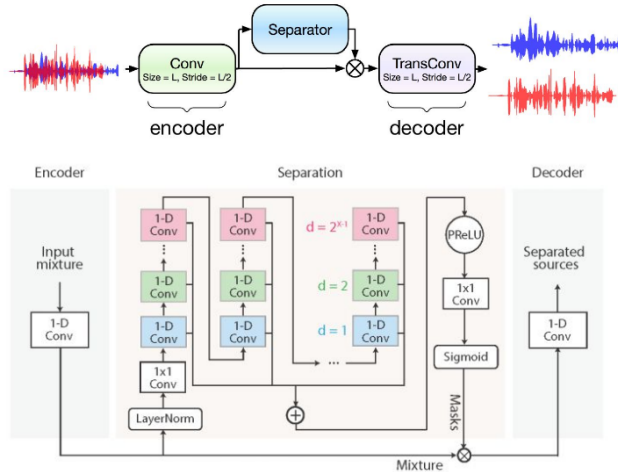 Separator
Conv
Size = L, Stride = L/2
TransConv
Size = L, Stride = L/2
encoder
decoder
Encoder
Separation
Decoder
Input
mixture
1-D
Conv
1-D
Conv
1-D
Conv
1-D
Conv
1x1
Conv
LayerNorm
1-D
Conv
1-D
Conv
1-D
Conv
...
d = 2^{X-1}
1-D
Conv
d = 2
1-D
Conv
d = 1
1-D
Conv
PReLU
1x1
Conv
Sigmoid
Masks
Mixture
Separated
sources
1-D
Conv